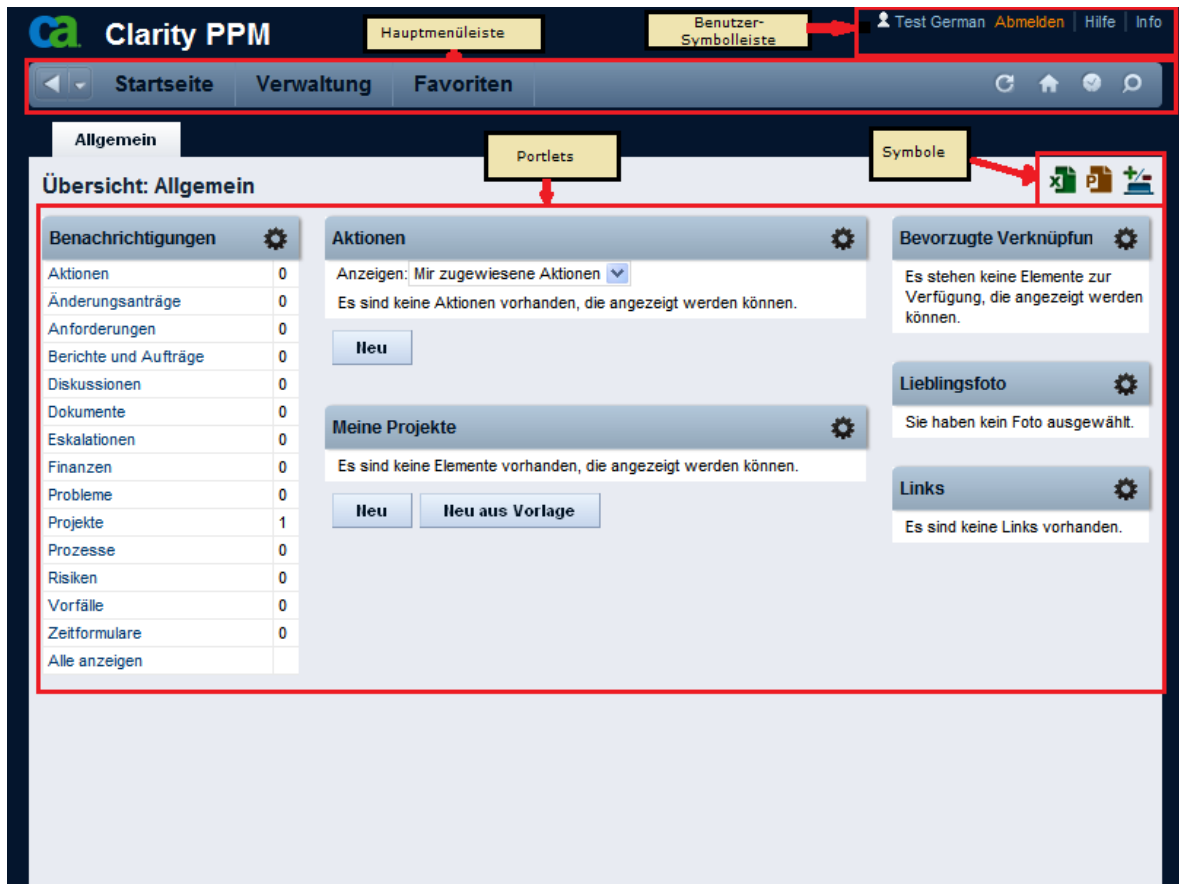 ca Clarity PPM
Hauptmenüleiste
Benutzer-
Symbolleiste
Test German Abmelden | Hilfe | Info
Startseite Verwaltung Favoriten
Allgemein
Portlets
Symbole
Übersicht: Allgemein
Benachrichtigungen
Aktionen 0
Änderungsanträge 0
Anforderungen 0
Berichte und Aufträge 0
Diskussionen 0
Dokumente 0
Eskalationen 0
Finanzen 0
Probleme 0
Projekte 1
Prozesse 0
Risiken 0
Vorfälle 0
Zeitformulare 0
Alle anzeigen
Aktionen
Anzeigen: Mir zugewiesene Aktionen
Es sind keine Aktionen vorhanden, die angezeigt werden können.
Neu
Meine Projekte
Es sind keine Elemente vorhanden, die angezeigt werden können.
Neu Neu aus Vorlage
Bevorzugte Verknüpfun
Es stehen keine Elemente zur
Verfügung, die angezeigt werden
können.
Lieblingsfoto
Sie haben kein Foto ausgewählt.
Links
Es sind keine Links vorhanden.